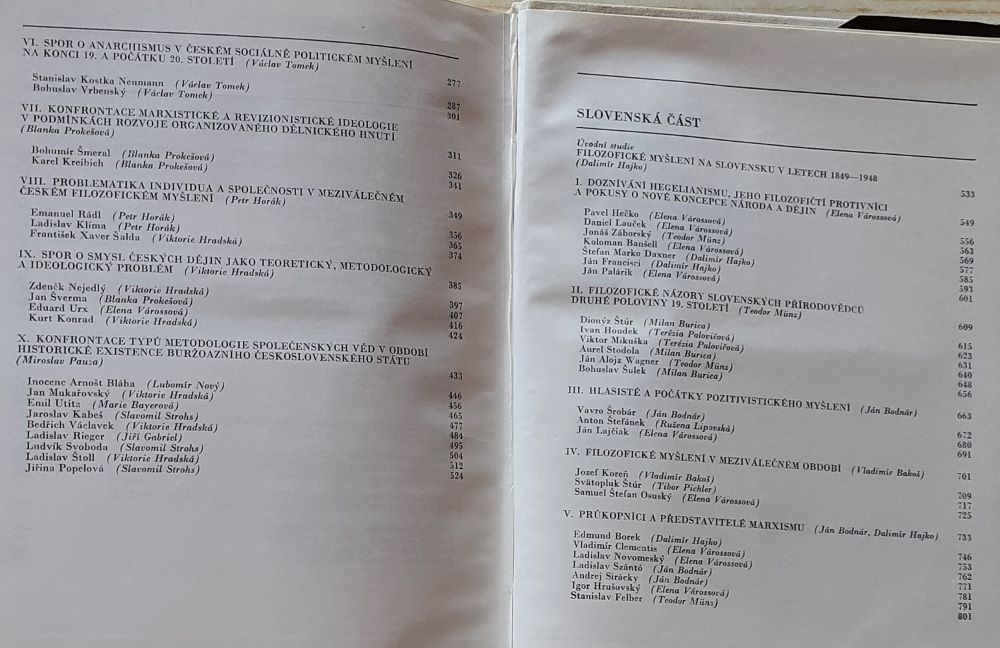 VI. SPOR O ANARCHISMUS V ČESKÉM SOCIÁLNĚ POLITICKÉM MYŠLENÍ
NA KONCI 19. A POČÁTKU 20. STOLETÍ (Václav Tomek) 277
Stanislav Kostka Neumann (Václav Tomek) 287
Bohuslav Vrbenský (Václav Tomek) 301
VII. KONFRONTACE MARXISTICKÉ A REVIZIONISTICKÉ IDEOLOGIE
V PODMÍNKÁCH ROZVOJE ORGANIZOVANÉHO DĚLNICKÉHO HNUTÍ
(Blanka Prokešová) 311
Bohumír Šmeral (Blanka Prokešová) 326
Karel Kreibich (Blanka Prokešová) 341
VIII. PROBLEMATIKA INDIVIDUA A SPOLEČNOSTI V MEZIVÁLEČNÉM
ČESKÉM FILOZOFICKÉM MYŠLENÍ (Petr Horák) 349
Emanuel Rádl (Petr Horák) 356
Ladislav Klíma (Petr Horák) 365
František Xaver Šalda (Viktorie Hradská) 374
IX. SPOR O SMYSL ČESKÝCH DĚJIN JAKO TEORETICKÝ, METODOLOGICKÝ
A IDEOLOGICKÝ PROBLÉM (Viktorie Hradská) 385
Zdeněk Nejedlý (Viktorie Hradská) 397
Jan Šverma (Blanka Prokešová) 407
Eduard Urx (Elena Várossová) 416
Kurt Konrad (Viktorie Hradská) 424
X. KONFRONTACE TYPŮ METODOLOGIE SPOLEČENSKÝCH VĚD V OBDOBÍ
HISTORICKÉ EXISTENCE BURŽOAZNÍHO ČESKOSLOVENSKÉHO STÁTU
(Miroslav Pauza) 433
Inocenc Arnošt Bláha (Lubomír Nový) 446
Jan Mukařovský (Viktorie Hradská) 456
Emil Utitz (Marie Bayerová) 465
Jaroslav Kabeš (Slavomil Strohs) 477
Bedřich Václavek (Viktorie Hradská) 484
Ladislav Rieger (Jiří Gabriel) 495
Ludvík Svoboda (Slavomil Strohs) 504
Ladislav Štoll (Viktorie Hradská) 512
Jiřina Popelová (Slavomil Strohs) 524
SLOVENSKÁ ČÁST
Úvodní studie
FILOZOFICKÉ MYŠLENÍ NA SLOVENSKU V LETECH 1849—1948
(Dalimír Hajko) 533
I. DOZNÍVÁNÍ HEGELIANISMU, JEHO FILOZOFIČTÍ PROTIVNÍCI
A POKUSY O NOVÉ KONCEPCE NÁRODA A DĚJIN (Elena Várossová) 549
Pavel Hečko (Elena Várossová) 556
Daniel Lauček (Elena Várossová) 563
Jonáš Záborský (Teodor Münz) 569
Koloman Banšell (Elena Várossová) 577
Štefan Marko Daxner (Dalimír Hajko) 585
Ján Francisci (Dalimír Hajko) 593
Ján Palárik (Elena Várossová) 601
II. FILOZOFICKÉ NÁZORY SLOVENSKÝCH PŘÍRODOVĚDCŮ
DRUHÉ POLOVINY 19. STOLETÍ (Teodor Münz) 609
Dionýz Štúr (Milan Burica) 615
Ivan Houdek (Terézia Palovičová) 623
Viktor Mikuška (Terézia Palovičová) 631
Aurel Stodola (Milan Burica) 640
Ján Alojz Wagner (Teodor Münz) 648
Bohuslav Šulek (Milan Burica) 656
III. HLASISTÉ A POČÁTKY POZITIVISTICKÉHO MYŠLENÍ (Ján Bodnár) 663
Vavro Šrobár (Ján Bodnár) 672
Anton Štefánek (Ružena Lipovská) 680
Ján Lajčiak (Elena Várossová) 691
IV. FILOZOFICKÉ MYŠLENÍ V MEZIVÁLEČNÉM OBDOBÍ (Vladimír Bakoš) 701
Jozef Koreň (Vladimír Bakoš) 709
Svätopluk Štúr (Tibor Pichler) 717
Samuel Štefan Osuský (Elena Várossová) 725
V. PRŮKOPNÍCI A PŘEDSTAVITELÉ MARXISMU (Ján Bodnár, Dalimír Hajko) 733
Edmund Borek (Dalimír Hajko) 746
Vladimír Clementis (Elena Várossová) 753
Ladislav Novomeský (Elena Várossová) 762
Ladislav Szántó (Ján Bodnár) 771
Andrej Sirácky (Ján Bodnár) 781
Igor Hrušovský (Elena Várossová) 791
Stanislav Felber (Teodor Münz) 801